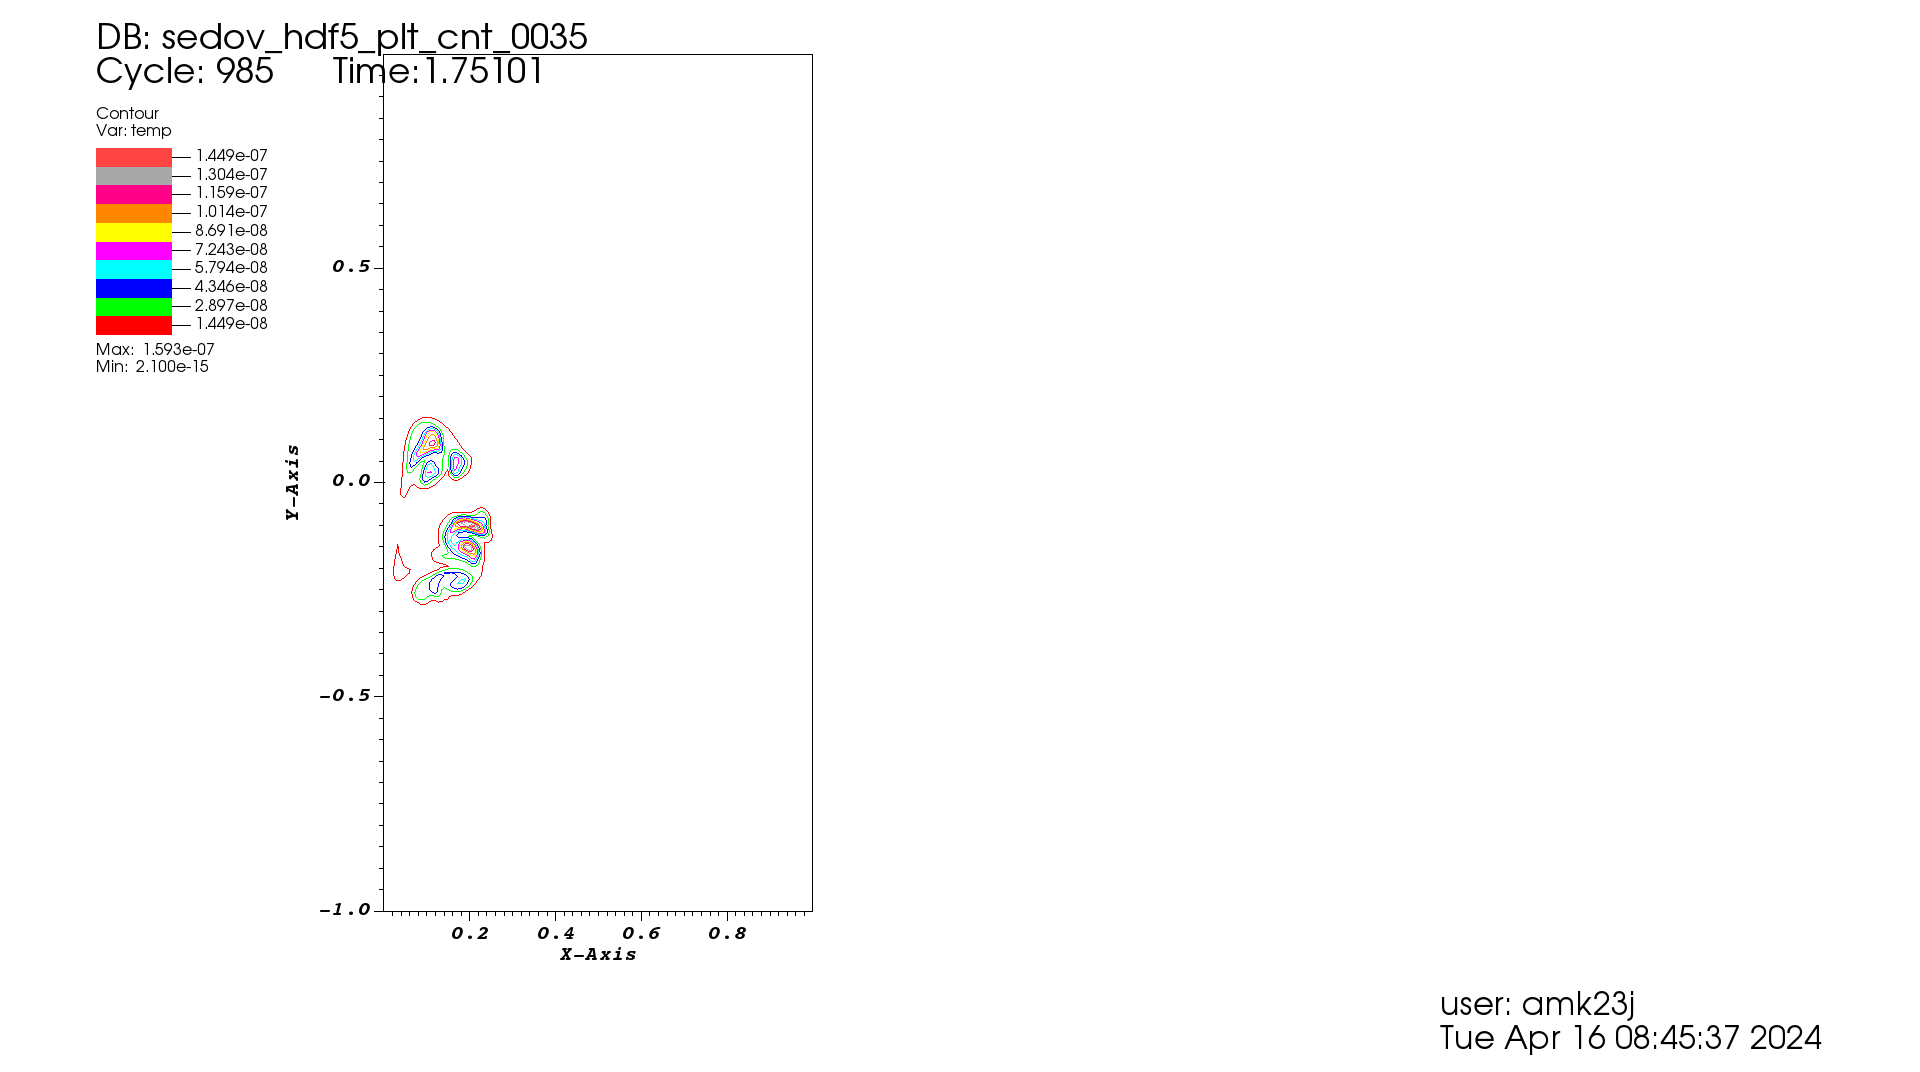 DB: sedov_hdf5_plt_cnt_0035
Cycle: 985 Time:1.75101
Contour
Var: temp
1.449e-07
1.304e-07
1.159e-07
1.014e-07
8.691e-08
7.243e-08
5.794e-08
4.346e-08
2.897e-08
1.449e-08
Max: 1.593e-07
Min: 2.100e-15
0.5
0.0
-0.5
-1.0
Y-Axis
0.2 0.4 0.6 0.8
X-Axis
user: amk23j
Tue Apr 16 08:45:37 2024